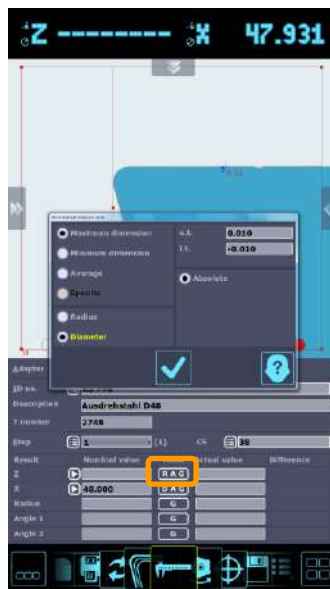 Z -------- X 47.931
Maximum dimension
Minimum dimension
Average
Specific
Radius
Diameter
u.l. 0.010
l.l. -0.010
Absolute
Adapter
ID no.
Description Ausdrehstahl D48
T number 2748
Step 1 [1] CE 38
Result Nominal value Actual value Difference
Z R A G
X 48.000 D A G
Radius G
Angle 1 G
Angle 2 G